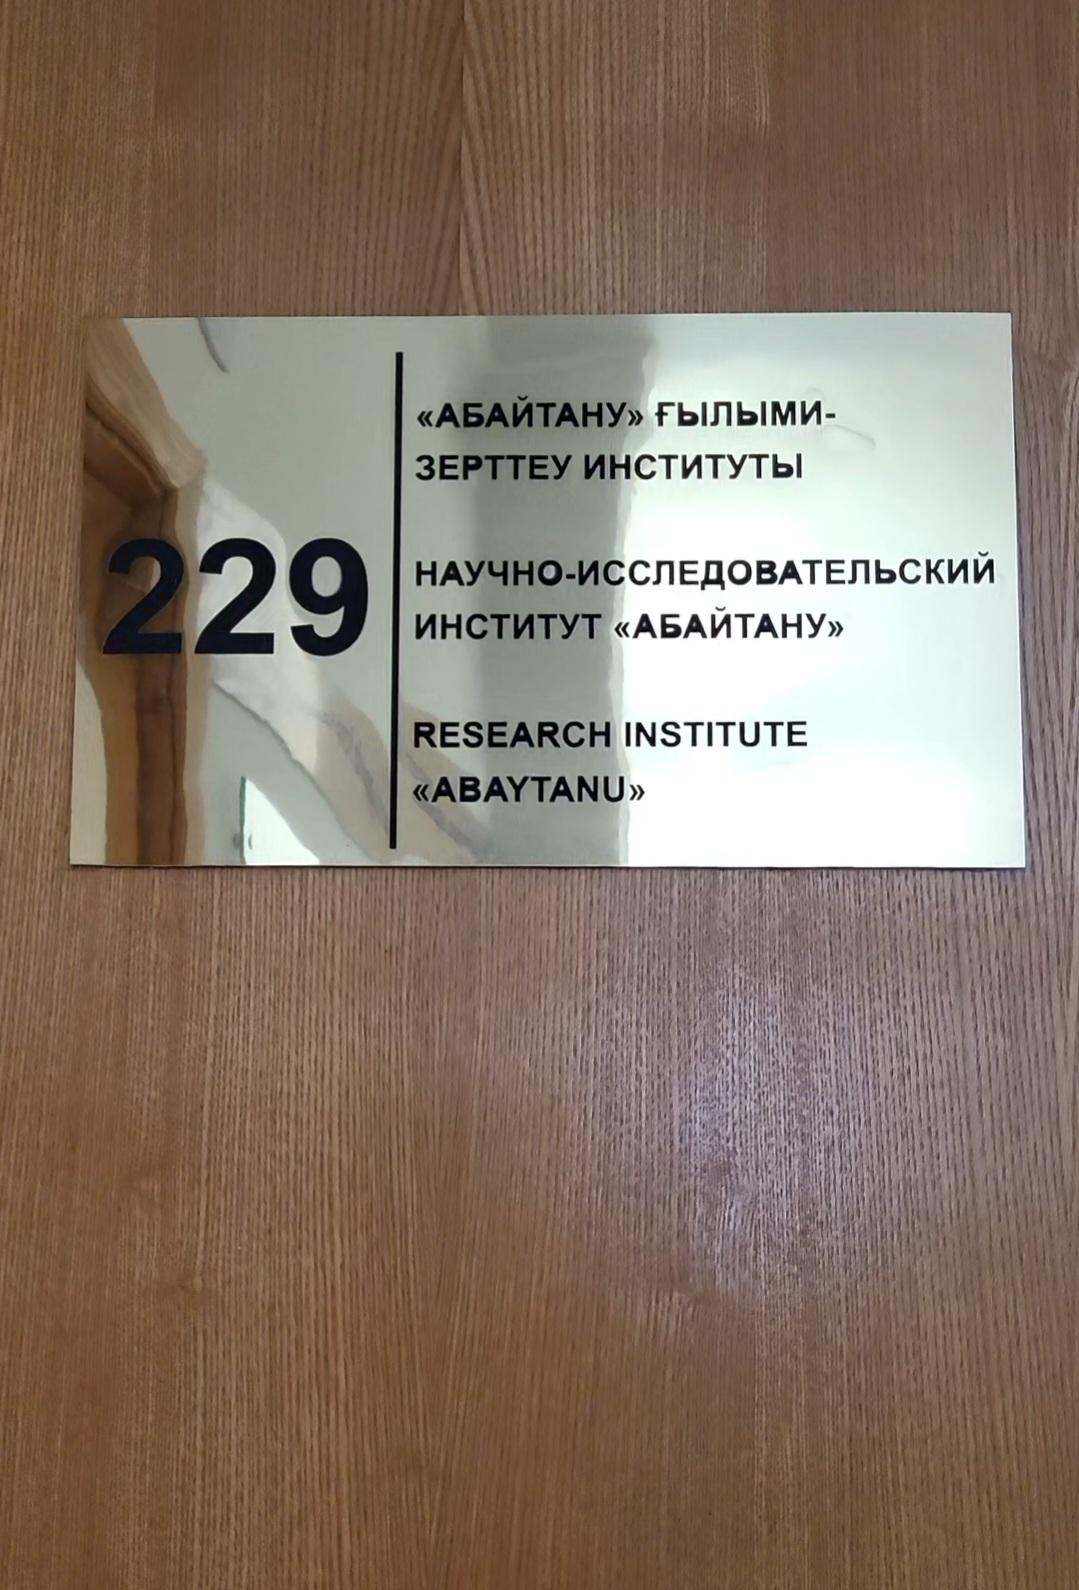 229
«АБАЙТАНУ» ҒЫЛЫМИ-
ЗЕРТТЕУ ИНСТИТУТЫ
НАУЧНО-ИССЛЕДОВАТЕЛЬСКИЙ
ИНСТИТУТ «АБАЙТАНУ»
RESEARCH INSTITUTE
«ABAYTANU»